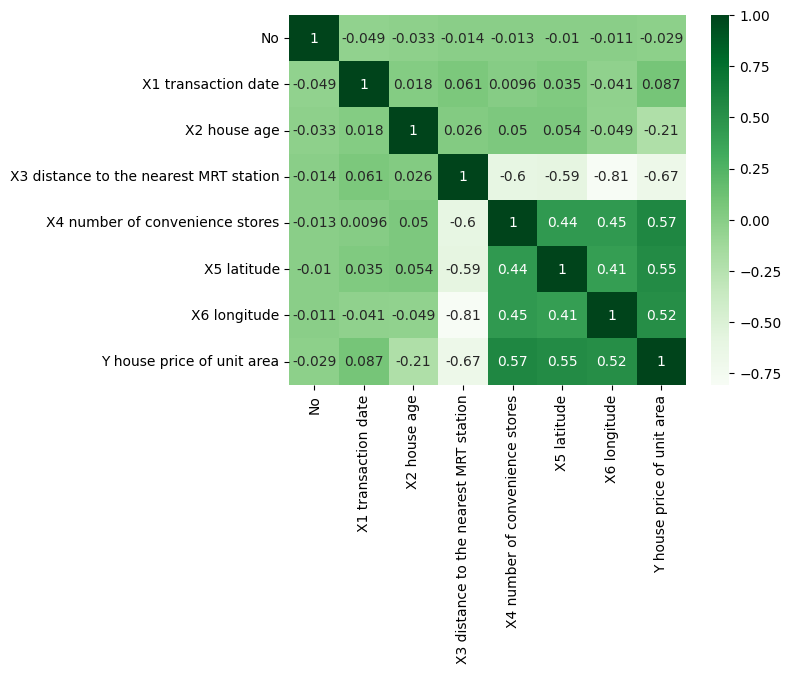 No 1 -0.049 -0.033 -0.014 -0.013 -0.01 -0.011 -0.029
X1 transaction date -0.049 1 0.018 0.061 0.0096 0.035 -0.041 0.087
X2 house age -0.033 0.018 1 0.026 0.05 0.054 -0.049 -0.21
X3 distance to the nearest MRT station -0.014 0.061 0.026 1 -0.6 -0.59 -0.81 -0.67
X4 number of convenience stores -0.013 0.0096 0.05 -0.6 1 0.44 0.45 0.57
X5 latitude -0.01 0.035 0.054 -0.59 0.44 1 0.41 0.55
X6 longitude -0.011 -0.041 -0.049 -0.81 0.45 0.41 1 0.52
Y house price of unit area -0.029 0.087 -0.21 -0.67 0.57 0.55 0.52 1
No
X1 transaction date
X2 house age
X3 distance to the nearest MRT station
X4 number of convenience stores
X5 latitude
X6 longitude
Y house price of unit area
1.00
0.75
0.50
0.25
0.00
-0.25
-0.50
-0.75